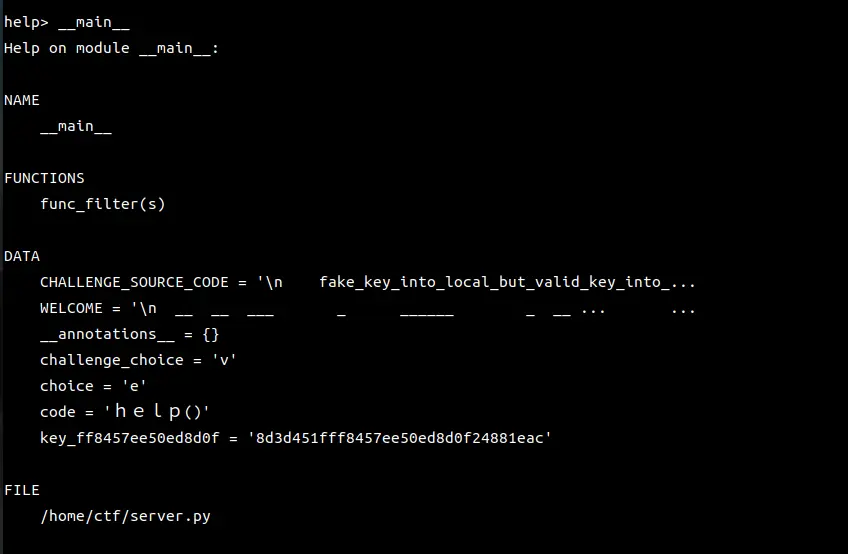 help> __main__
Help on module __main__:
NAME
    __main__
FUNCTIONS
    func_filter(s)
DATA
    CHALLENGE_SOURCE_CODE = '\n    fake_key_into_local_but_valid_key_into_...
    WELCOME = '\n  __  __  ___       _      ______        _  __ ...       ...
    __annotations__ = {}
    challenge_choice = 'v'
    choice = 'e'
    code = 'ｈｅｌｐ()'
    key_ff8457ee50ed8d0f = '8d3d451fff8457ee50ed8d0f24881eac'
FILE
    /home/ctf/server.py